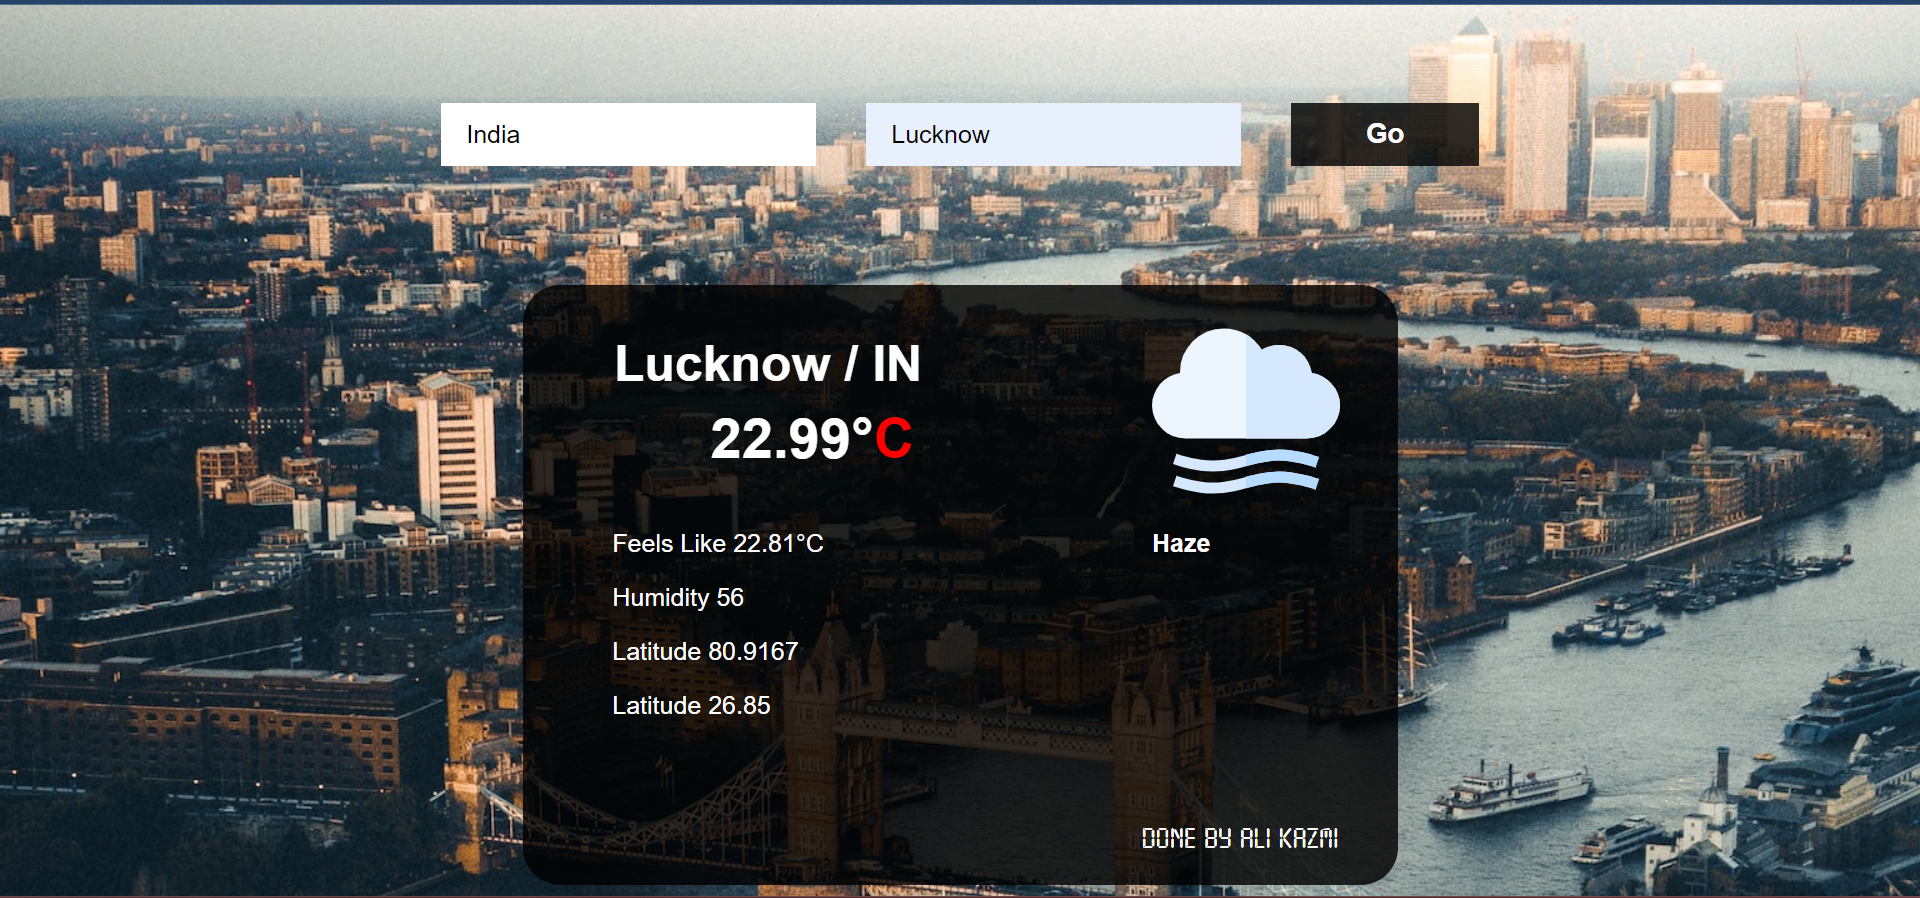 India
Lucknow
Go
Lucknow / IN
22.99°C
Feels Like 22.81°C
Haze
Humidity 56
Latitude 80.9167
Latitude 26.85
DONE BY ALI KAZMI